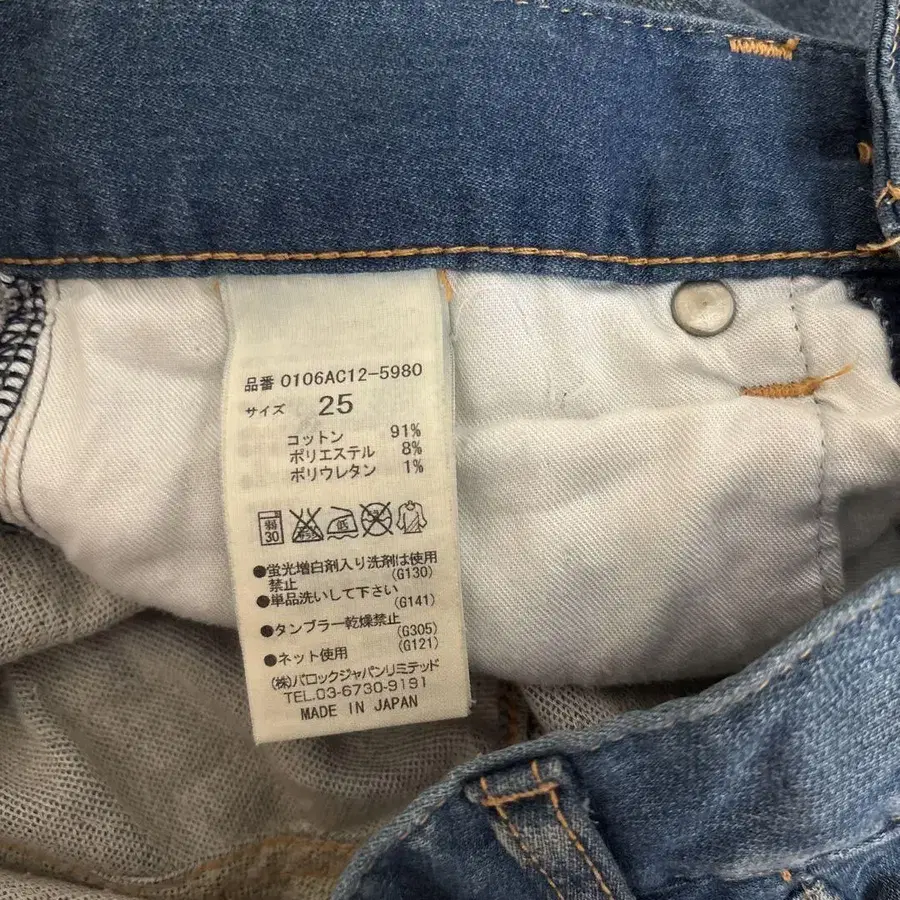 品番 0106AC12-5980
サイズ 25
コットン 91%
ポリエステル 8%
ポリウレタン 1%
弱 30 低
●蛍光増白剤入り洗剤は使用
禁止 (G130)
●単品洗いして下さい
(G141)
●タンブラー乾燥禁止
(G305)
●ネット使用 (G121)
(株)バロックジャパンリミテッド
TEL.03-6730-9191
MADE IN JAPAN